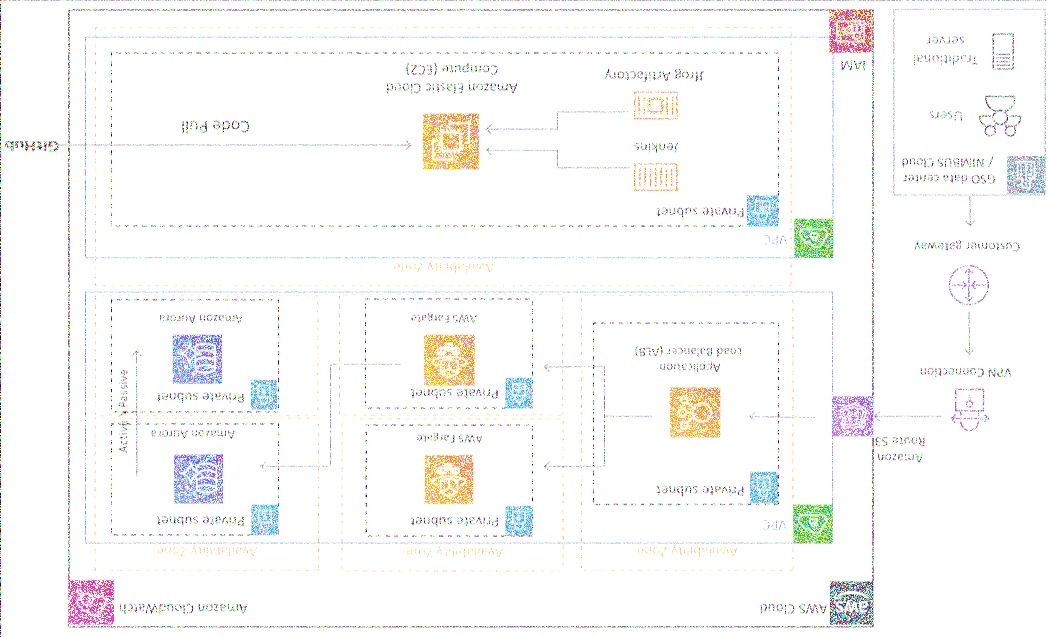 AWS Cloud
Amazon CloudWatch
Availability Zone
Availability Zone
Availability Zone
VPC
Private subnet
Application
Load Balancer (ALB)
Private subnet
AWS Fargate
Private subnet
AWS Fargate
Private subnet
Amazon Aurora
Private subnet
Amazon Aurora
Active Passive
Amazon
Route 53
VPN Connection
Customer gateway
GSO data center
/ NIMBUS Cloud
Users
Traditional
server
Availability Zone
VPC
Private subnet
Jenkins
Jfrog Artifactory
Amazon Elastic Cloud
Compute (EC2)
Code Pull
GitHub
IAM